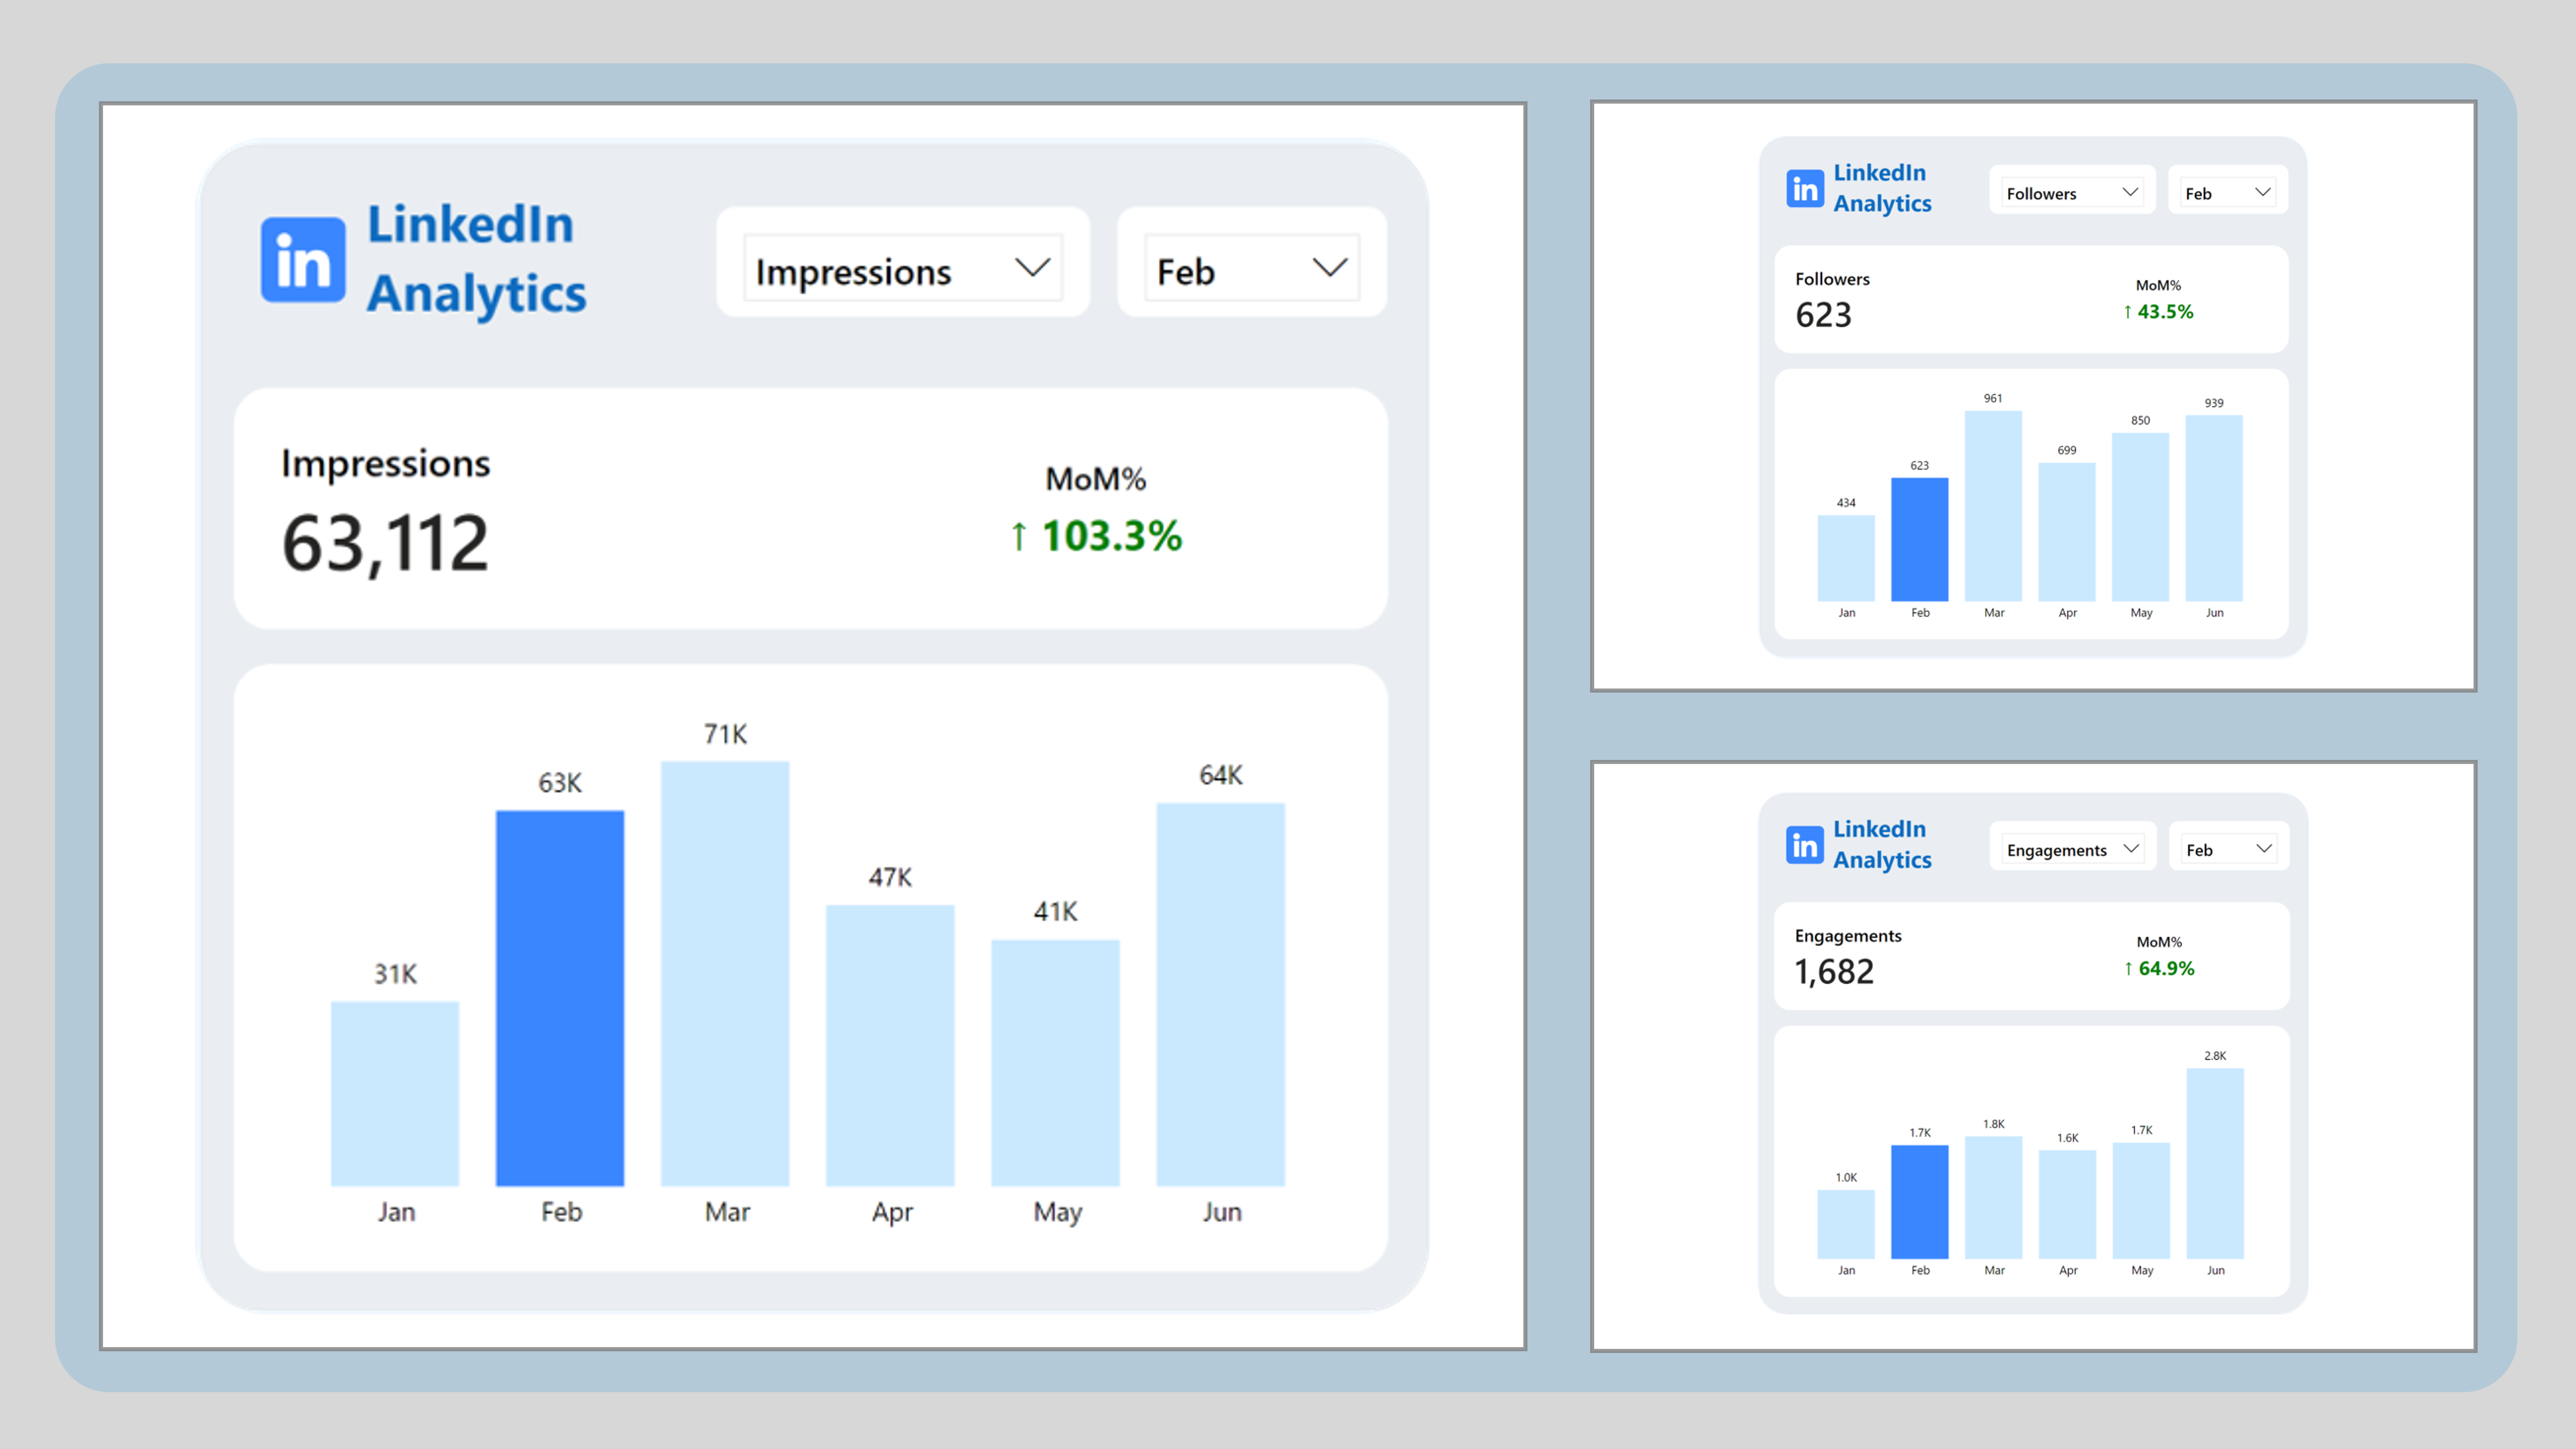 in
LinkedIn
Analytics
Impressions
Feb
Impressions
63,112
MoM%
↑ 103.3%
31K
63K
71K
47K
41K
64K
Jan Feb Mar Apr May Jun
in
LinkedIn
Analytics
Followers
Feb
Followers
623
MoM%
↑ 43.5%
434
623
961
699
850
939
Jan Feb Mar Apr May Jun
in
LinkedIn
Analytics
Engagements
Feb
Engagements
1,682
MoM%
↑ 64.9%
1.0K
1.7K
1.8K
1.6K
1.7K
2.8K
Jan Feb Mar Apr May Jun